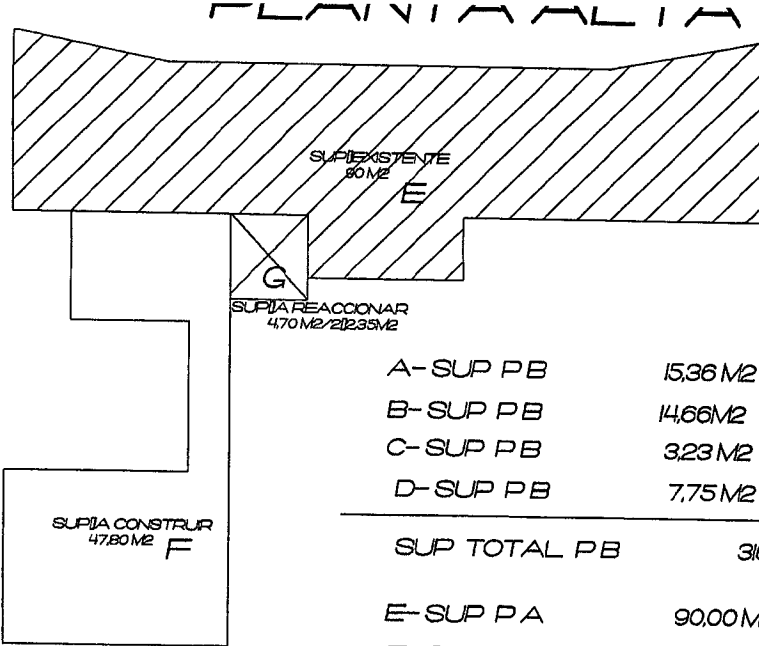 PLANTA ALTA
SUP▯EXISTENTE
90 M2
E
G
SUP▯A REACCIONAR
4,70 M2/2▯2,35M2
A-SUP PB 15,36 M2
B-SUP PB 14,66M2
C-SUP PB 3,23 M2
D-SUP PB 7,75 M2
SUP▯A CONSTRUIR
47,80 M2
F
SUP TOTAL PB
E-SUP PA 90,00 M